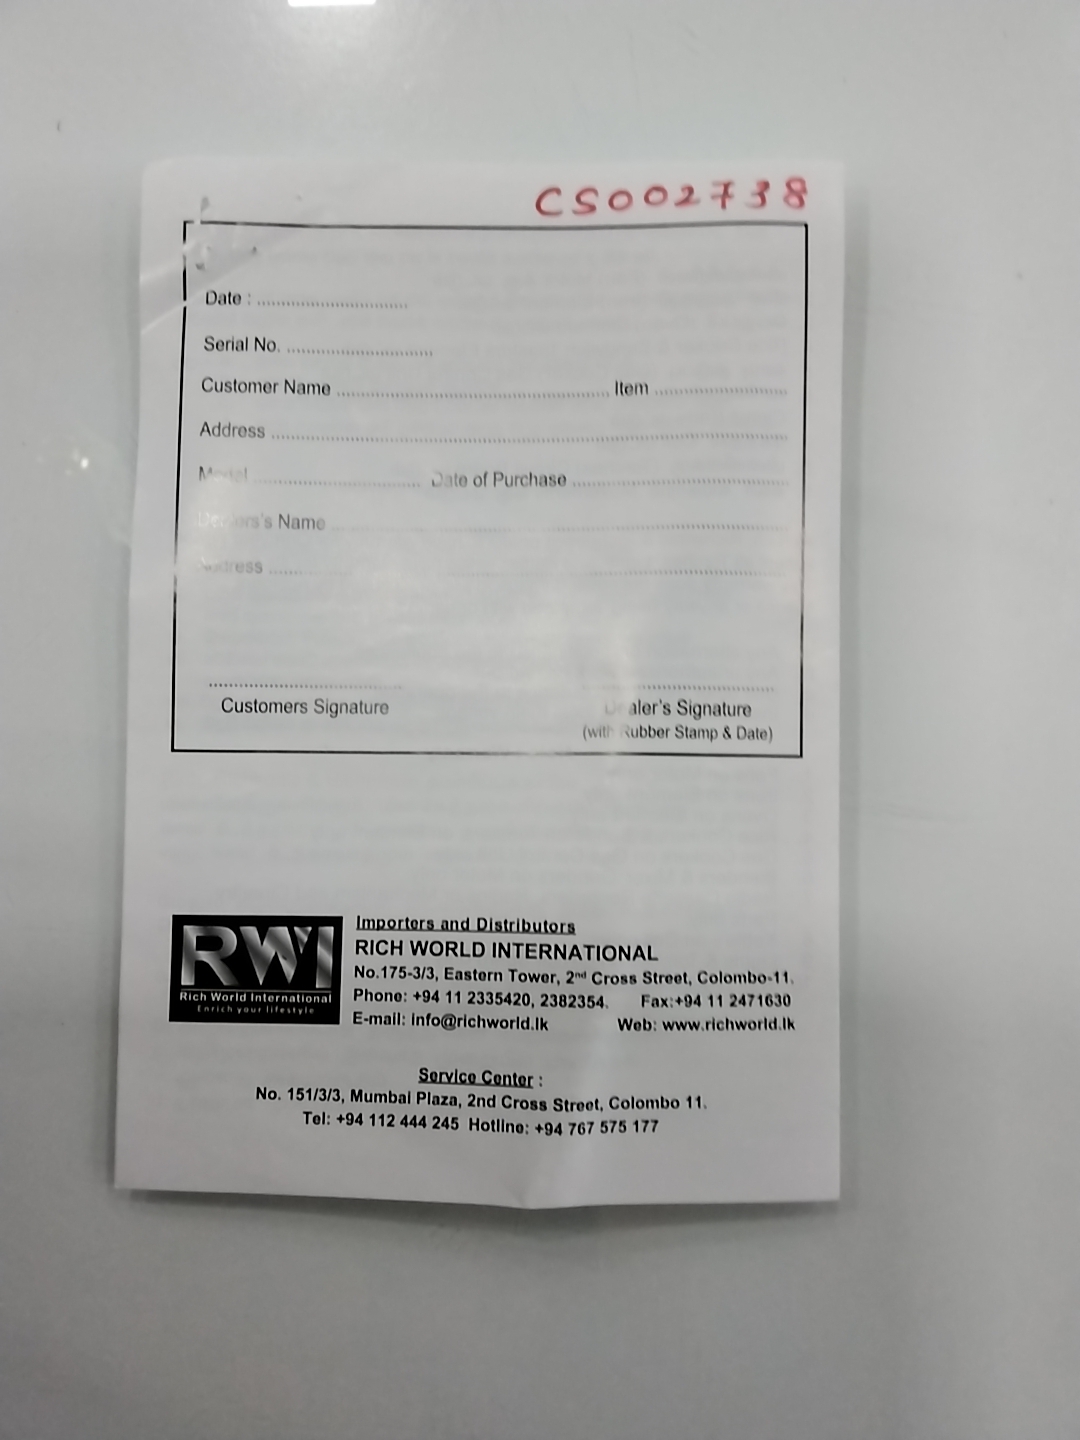 CS002738
Date : ............................
Serial No. ............................
Customer Name .................................................... Item ..........................
Address ....................................................................................................
Model ................................ Date of Purchase .........................................
Name ..........................................................................................
Address ..................................................................................................
Customers Signature
Dealer's Signature
(with Rubber Stamp & Date)
RWI
Rich World International
Enrich your lifestyle
Importers and Distributors
RICH WORLD INTERNATIONAL
No.175-3/3, Eastern Tower, 2nd Cross Street, Colombo-11.
Phone: +94 11 2335420, 2382354. Fax:+94 11 2471630
E-mail: info@richworld.lk Web: www.richworld.lk
Service Center :
No. 151/3/3, Mumbai Plaza, 2nd Cross Street, Colombo 11.
Tel: +94 112 444 245 Hotline: +94 767 575 177